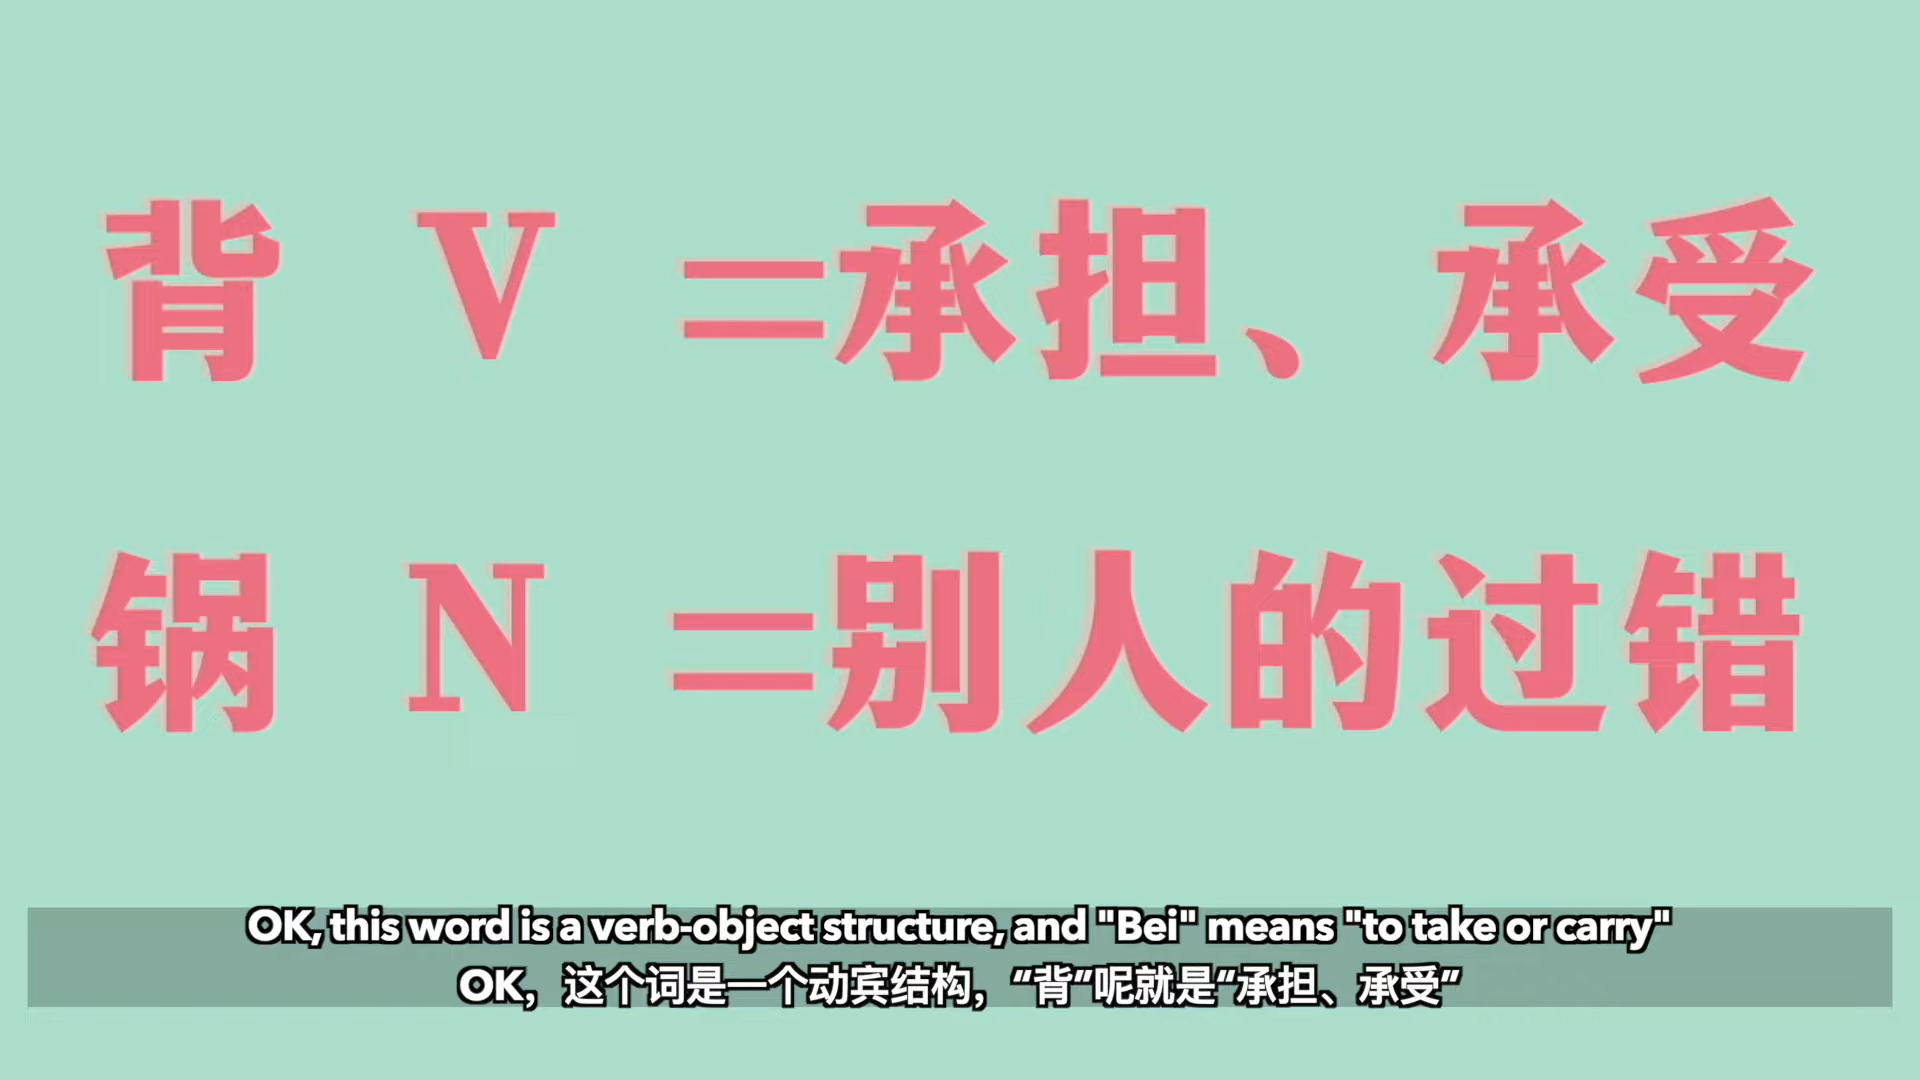 背 V =承担、承受
锅 N =别人的过错
OK, this word is a verb-object structure, and "Bei" means "to take or carry"
OK，这个词是一个动宾结构，“背”呢就是“承担、承受”